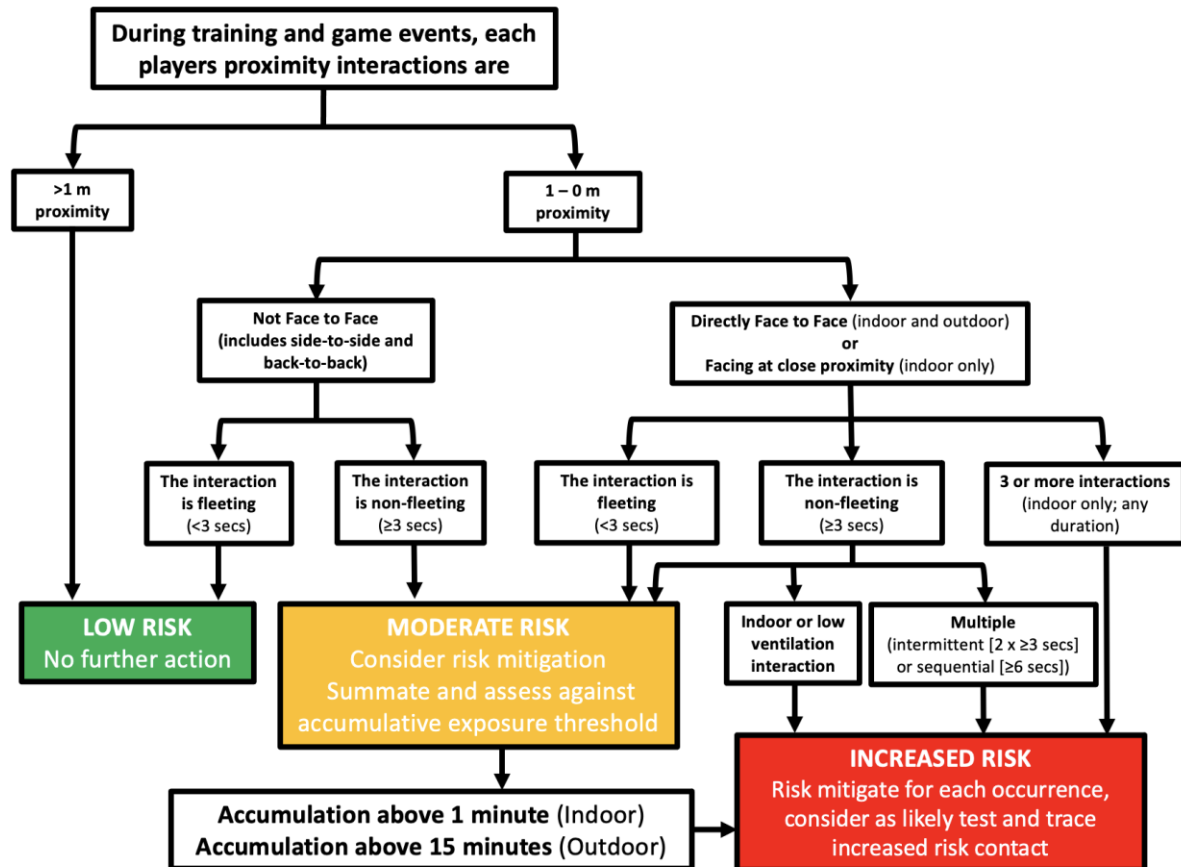 During training and game events, each
players proximity interactions are
>1 m
proximity
1 – 0 m
proximity
Not Face to Face
(includes side-to-side and
back-to-back)
Directly Face to Face (indoor and outdoor)
or
Facing at close proximity (indoor only)
The interaction
is fleeting
(<3 secs)
The interaction
is non-fleeting
(≥3 secs)
The interaction is
fleeting
(<3 secs)
The interaction is
non-fleeting
(≥3 secs)
3 or more interactions
(indoor only; any
duration)
LOW RISK
No further action
MODERATE RISK
Consider risk mitigation
Summate and assess against
accumulative exposure threshold
Indoor or low
ventilation
interaction
Multiple
(intermittent [2 x ≥3 secs]
or sequential [≥6 secs])
INCREASED RISK
Risk mitigate for each occurrence,
consider as likely test and trace
increased risk contact
Accumulation above 1 minute (Indoor)
Accumulation above 15 minutes (Outdoor)